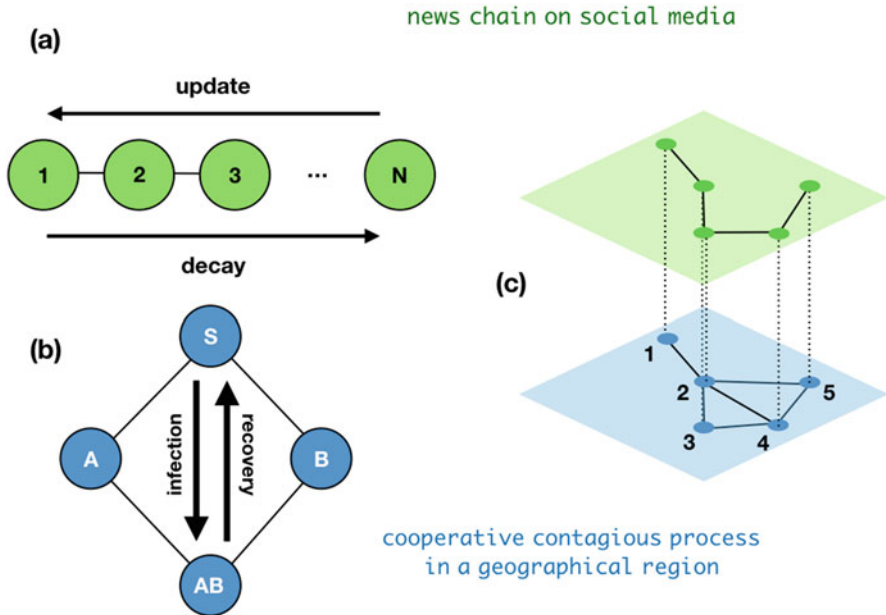 news chain on social media
(a)
update
1 2 3 ... N
decay
(b)
S
A
infection
recovery
B
AB
(c)
1
2
5
3
4
cooperative contagious process
in a geographical region